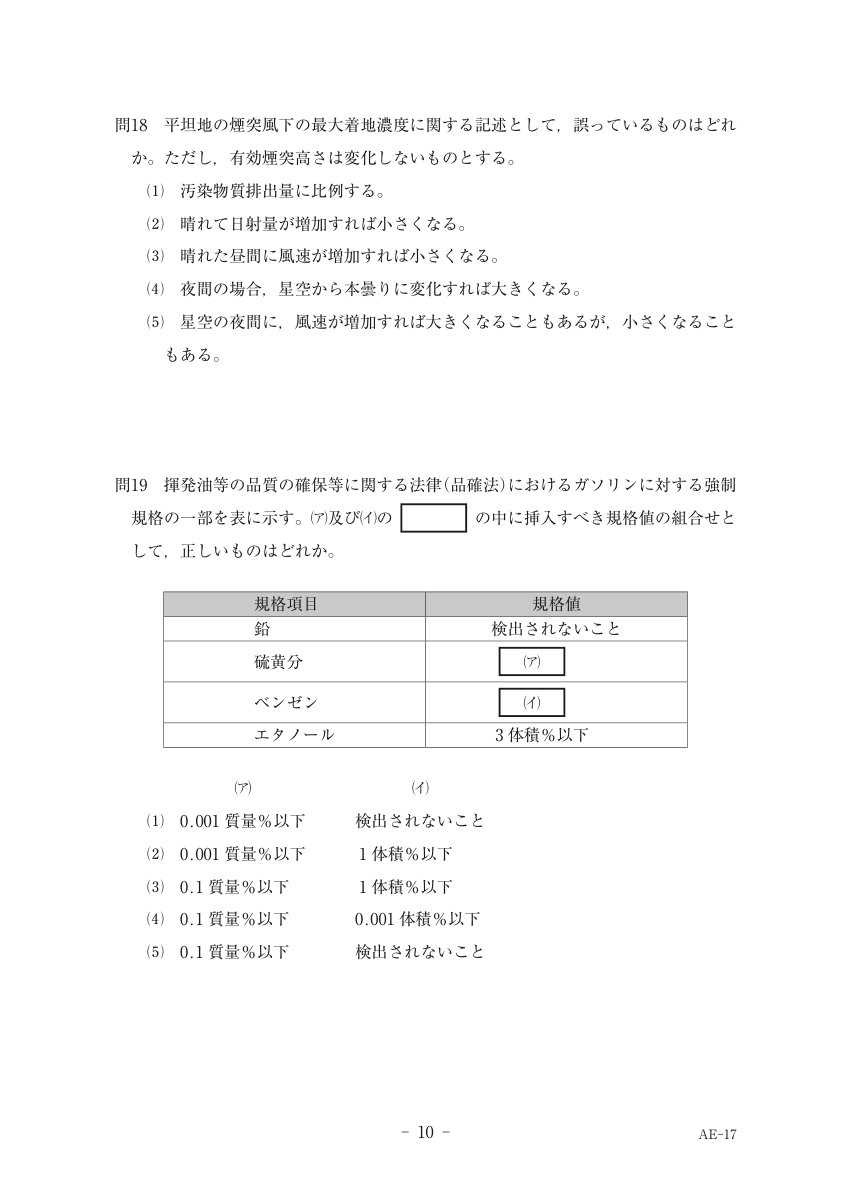 問18　平坦地の煙突風下の最大着地濃度に関する記述として，誤っているものはどれ
か。ただし，有効煙突高さは変化しないものとする。
⑴　汚染物質排出量に比例する。
⑵　晴れて日射量が増加すれば小さくなる。
⑶　晴れた昼間に風速が増加すれば小さくなる。
⑷　夜間の場合，星空から本曇りに変化すれば大きくなる。
⑸　星空の夜間に，風速が増加すれば大きくなることもあるが，小さくなること
もある。
問19　揮発油等の品質の確保等に関する法律（品確法）におけるガソリンに対する強制
規格の一部を表に示す。㋐及び㋑の　　　　の中に挿入すべき規格値の組合せと
して，正しいものはどれか。
規格項目　規格値
鉛　検出されないこと
硫黄分　(ア)
ベンゼン　(イ)
エタノール　3 体積％以下
(ア)　(イ)
⑴　0.001 質量％以下　検出されないこと
⑵　0.001 質量％以下　1 体積％以下
⑶　0.1 質量％以下　1 体積％以下
⑷　0.1 質量％以下　0.001 体積％以下
⑸　0.1 質量％以下　検出されないこと
－ 10 －
AE-17